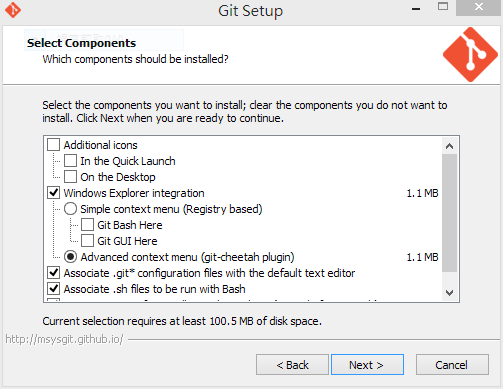 Git Setup
Select Components
Which components should be installed?
Select the components you want to install; clear the components you do not want to
install. Click Next when you are ready to continue.
Additional icons
In the Quick Launch
On the Desktop
Windows Explorer integration 1.1 MB
Simple context menu (Registry based)
Git Bash Here
Git GUI Here
Advanced context menu (git-cheetah plugin) 1.1 MB
Associate .git* configuration files with the default text editor
Associate .sh files to be run with Bash
Current selection requires at least 100.5 MB of disk space.
http://msysgit.github.io/
< Back Next > Cancel